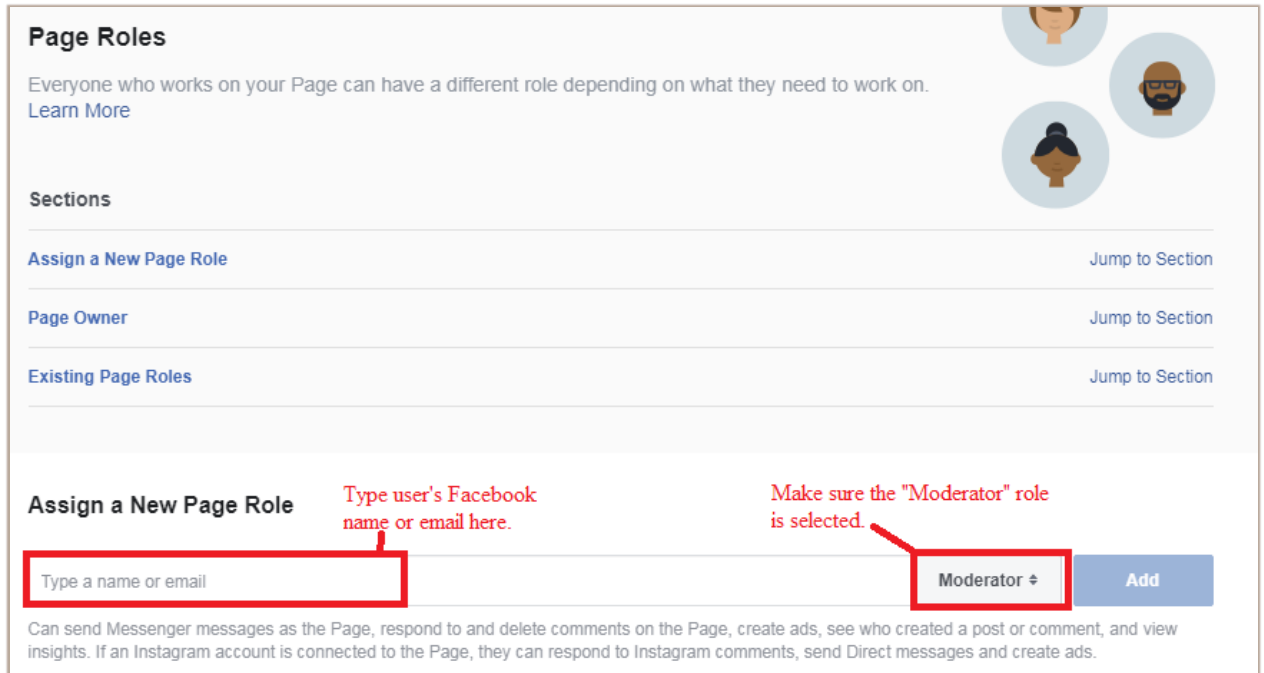 Page Roles
Everyone who works on your Page can have a different role depending on what they need to work on.
Learn More
Sections
Assign a New Page Role
Jump to Section
Page Owner
Jump to Section
Existing Page Roles
Jump to Section
Assign a New Page Role
Type user's Facebook
name or email here.
Make sure the "Moderator" role
is selected.
Type a name or email
Moderator
Add
Can send Messenger messages as the Page, respond to and delete comments on the Page, create ads, see who created a post or comment, and view
insights. If an Instagram account is connected to the Page, they can respond to Instagram comments, send Direct messages and create ads.